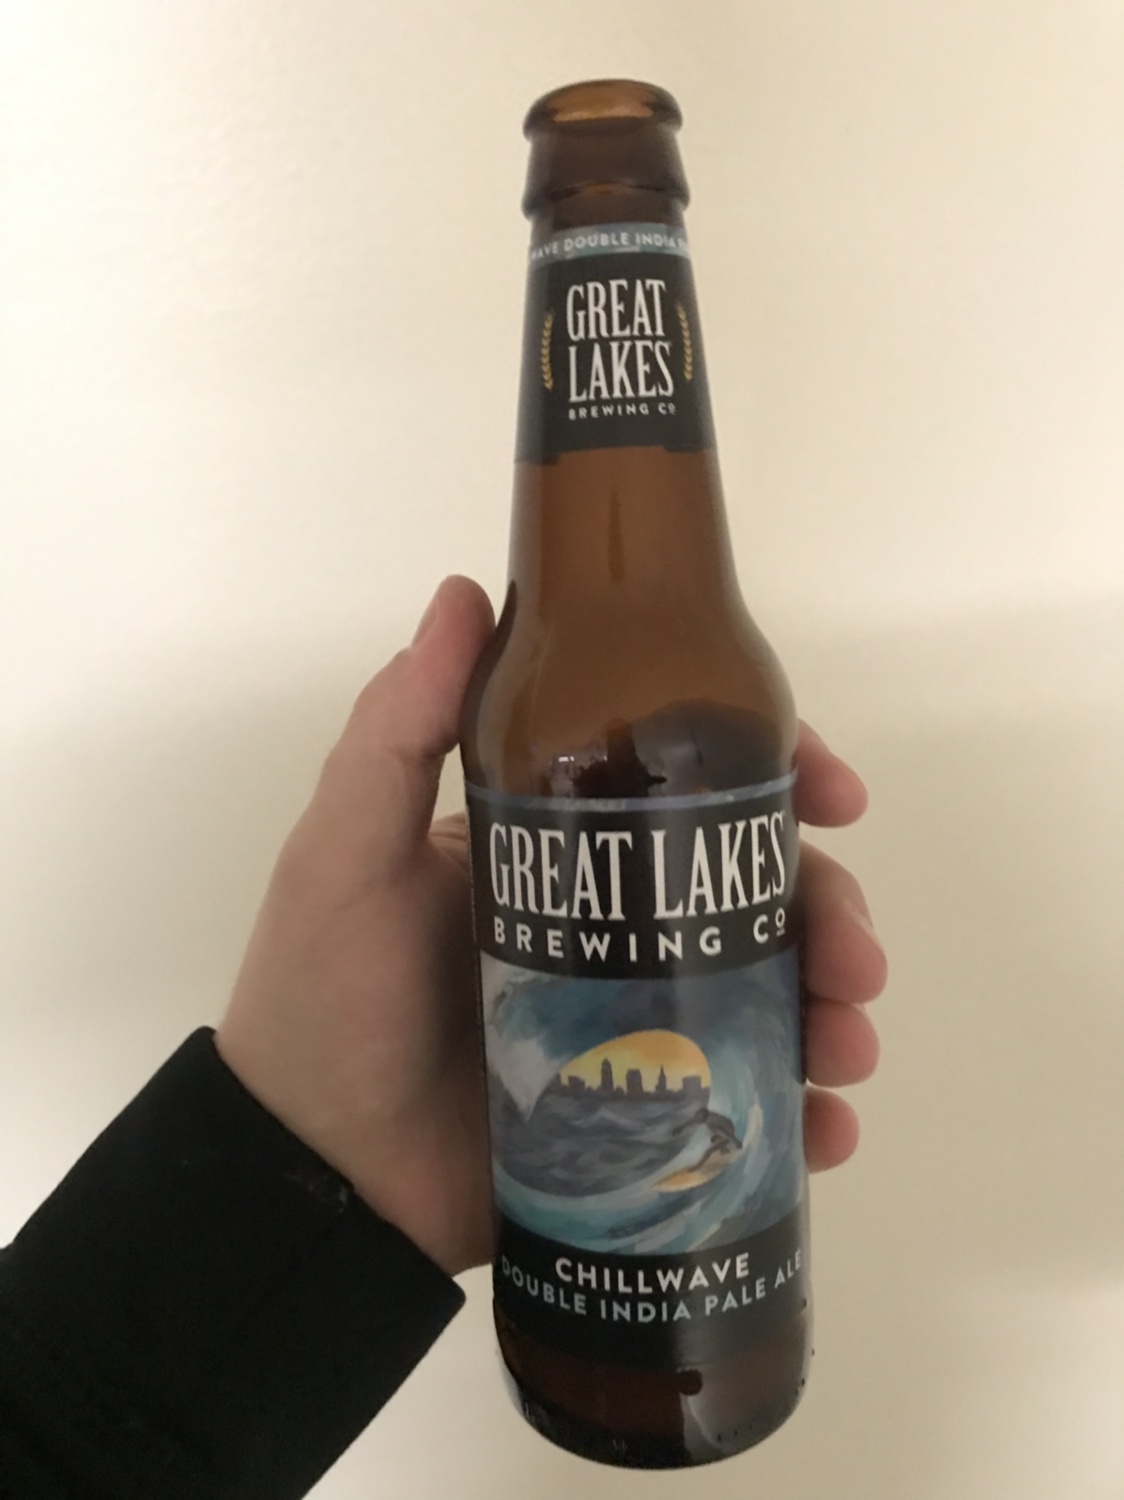 DOUBLE INDIA
GREAT
LAKES
BREWING Co
GREAT LAKES
BREWING Co
CHILLWAVE
DOUBLE INDIA PALE ALE